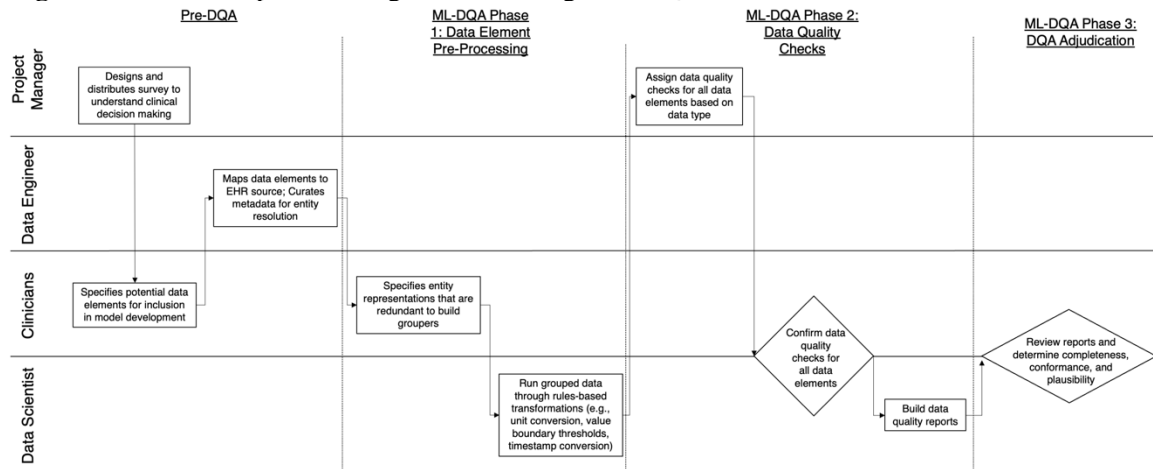 Pre-DQA
ML-DQA Phase
1: Data Element
Pre-Processing
ML-DQA Phase 2:
Data Quality
Checks
ML-DQA Phase 3:
DQA Adjudication
Project
Manager
Designs and
distributes survey to
understand clinical
decision making
Assign data quality
checks for all data
elements based on
data type
Data Engineer
Maps data elements to
EHR source; Curates
metadata for entity
resolution
Clinicians
Specifies potential data
elements for inclusion
in model development
Specifies entity
representations that are
redundant to build
groupers
Confirm data
quality
checks for
all data
elements
Review reports and
determine completeness,
conformance, and
plausibility
Data Scientist
Run grouped data
through rules-based
transformations (e.g.,
unit conversion, value
boundary thresholds,
timestamp conversion)
Build data
quality reports